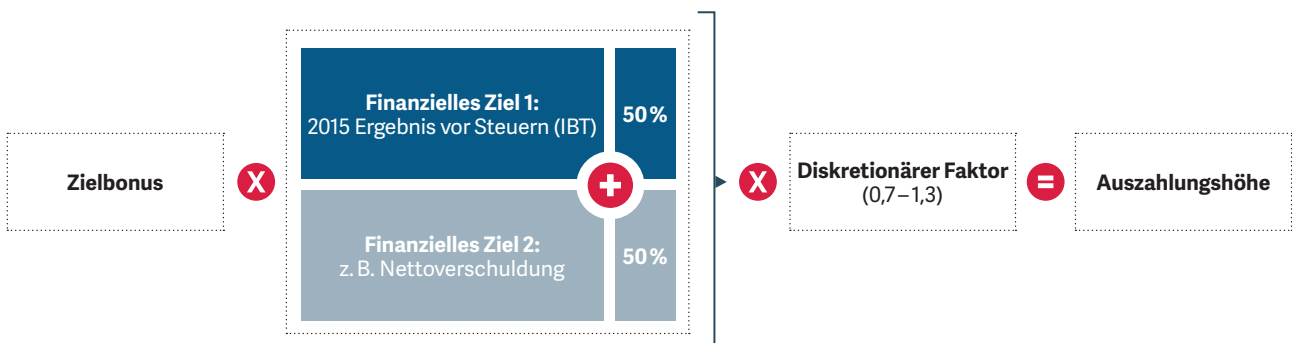 Zielbonus
X
Finanzielles Ziel 1:
2015 Ergebnis vor Steuern (IBT)
50 %
+
Finanzielles Ziel 2:
z. B. Nettoverschuldung
50 %
X
Diskretionärer Faktor
(0,7 – 1,3)
=
Auszahlungshöhe